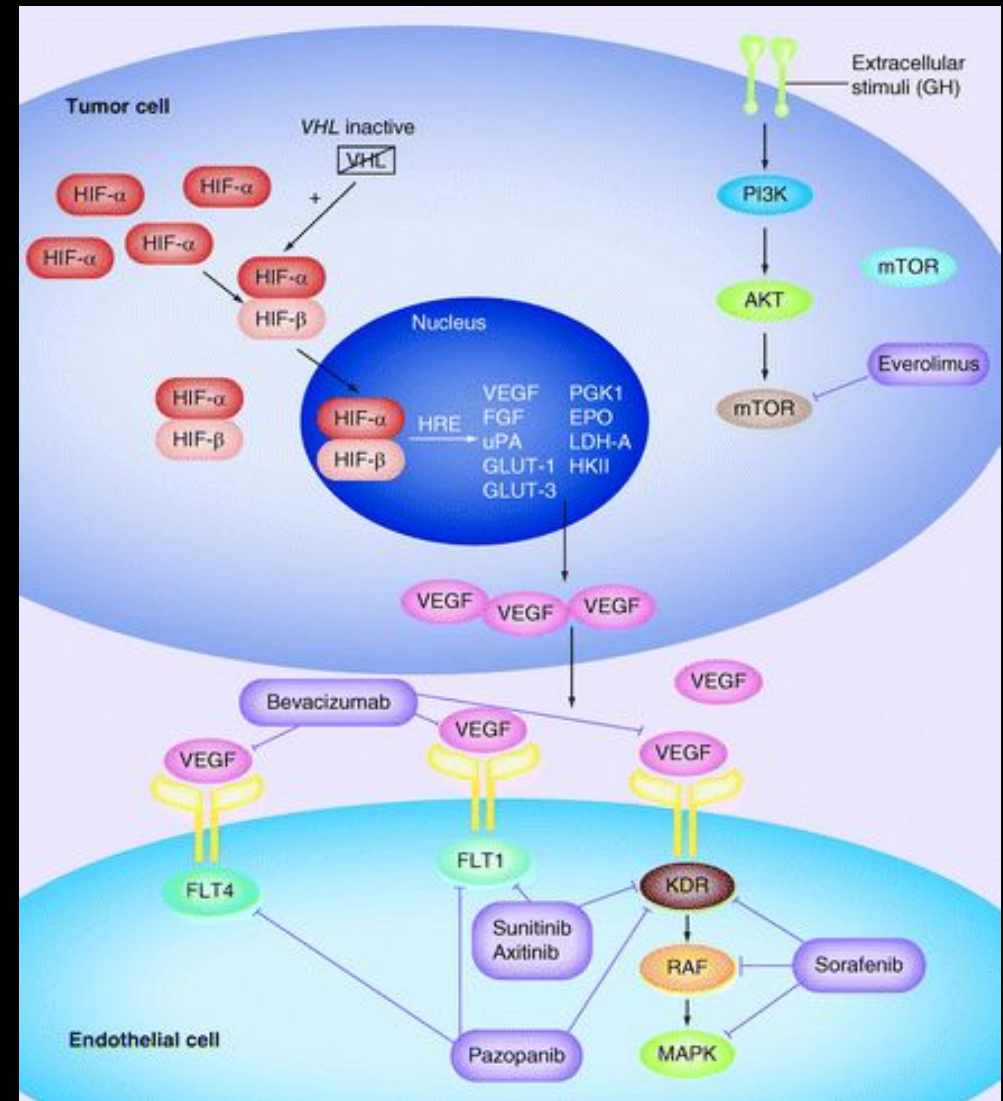 Tumor cell
VHL inactive
VHL
+
Extracellular
stimuli (GH)
HIF-α
HIF-α
HIF-α
HIF-α
HIF-α
HIF-β
PI3K
mTOR
AKT
Everolimus
mTOR
HIF-α
HIF-β
Nucleus
HIF-α
HIF-β
HRE
VEGF PGK1
FGF EPO
uPA LDH-A
GLUT-1 HKII
GLUT-3
VEGF
VEGF
VEGF
VEGF
Bevacizumab
VEGF
VEGF
VEGF
FLT4
FLT1
KDR
Sunitinib
Axitinib
RAF
Sorafenib
Pazopanib
MAPK
Endothelial cell